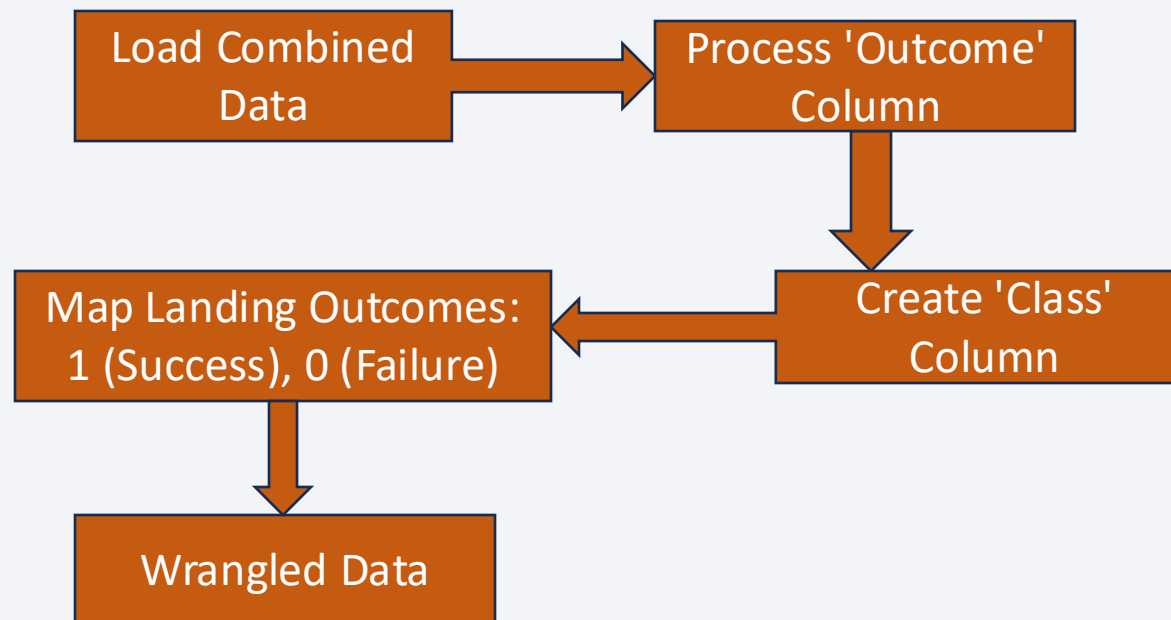 Load Combined
Data
Process 'Outcome'
Column
Create 'Class'
Column
Map Landing Outcomes:
1 (Success), 0 (Failure)
Wrangled Data